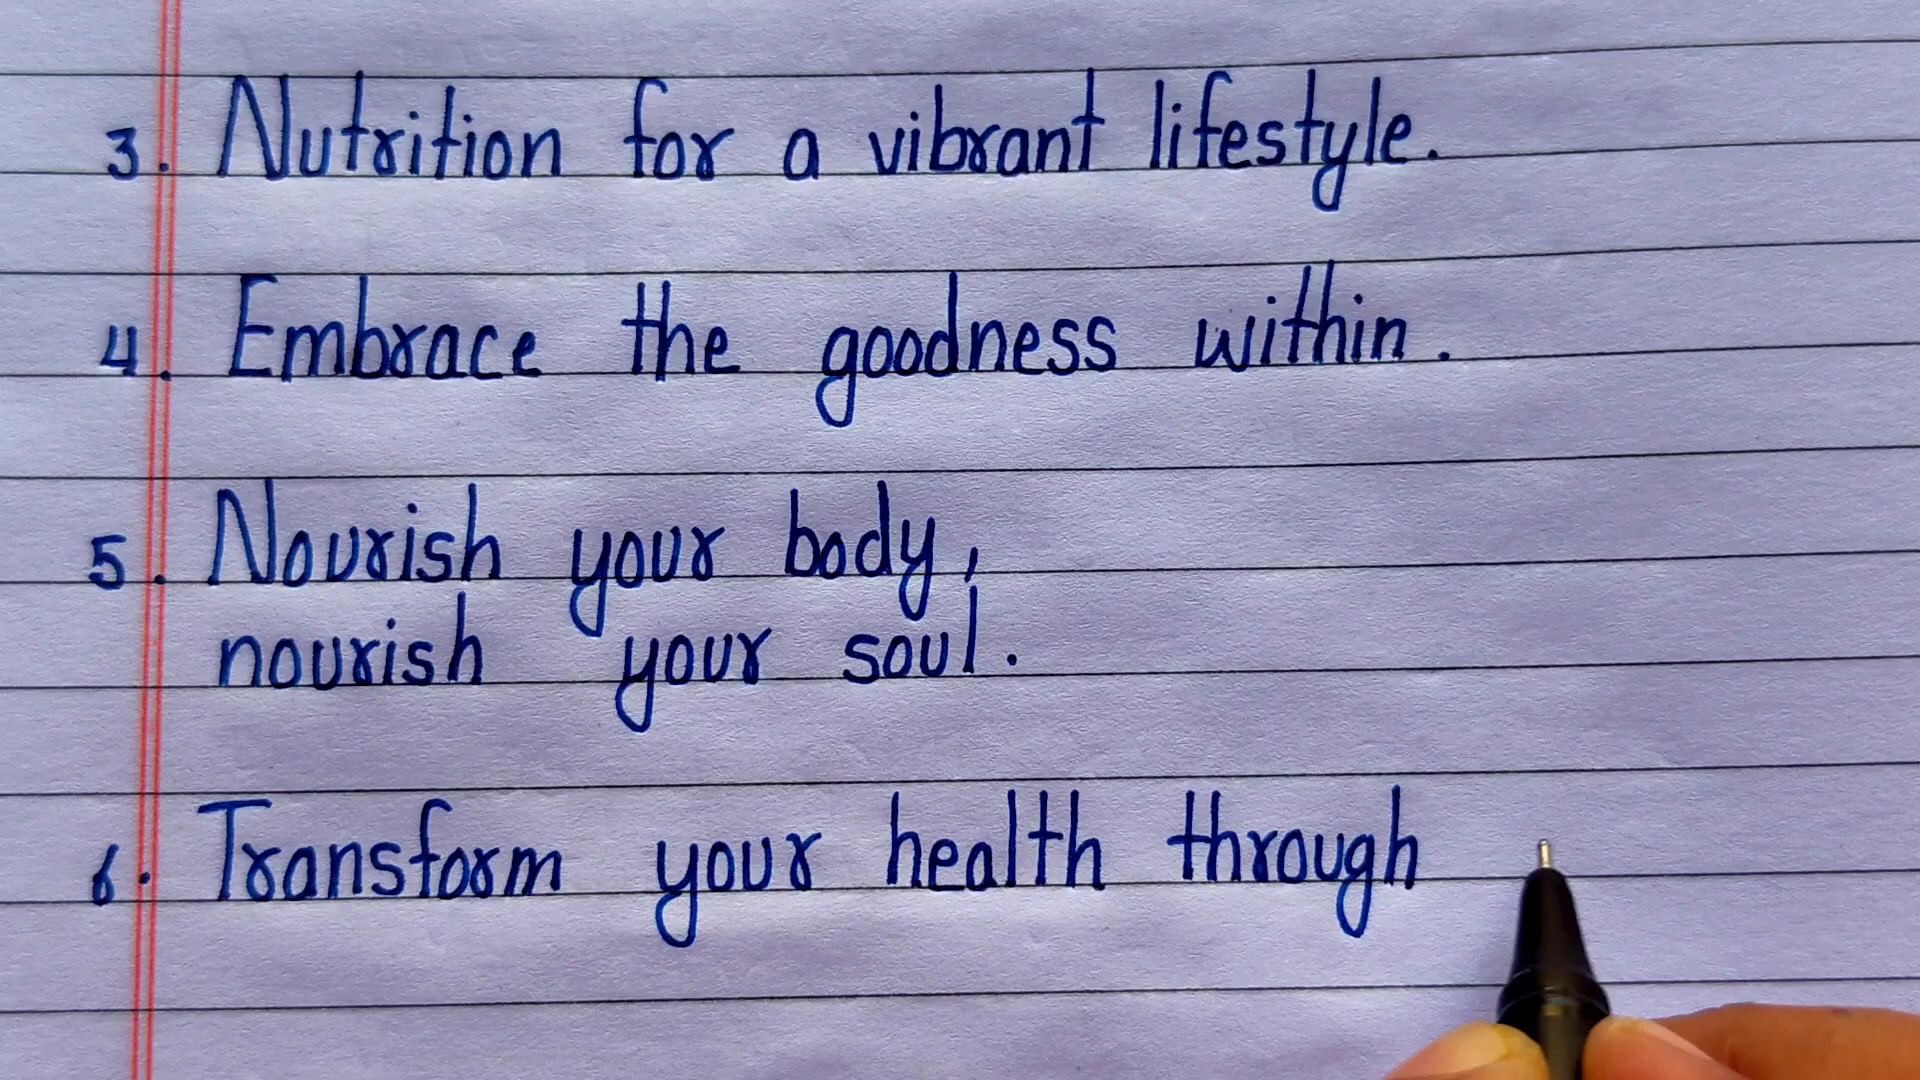 3. Nutrition for a vibrant lifestyle.
4. Embrace the goodness within.
5. Nourish your body,
nourish your soul.
6. Transform your health through